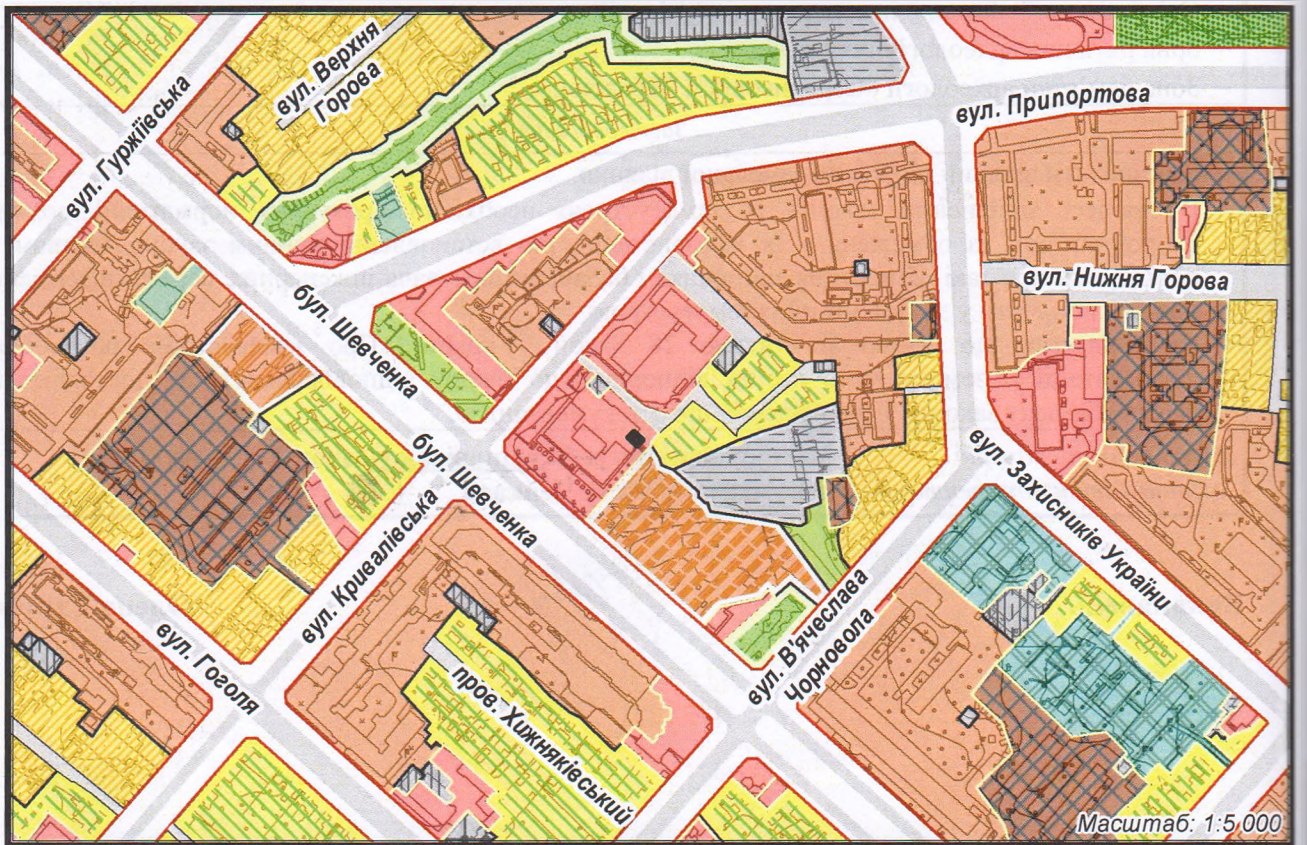 вул. Верхня
Горова
вул. Гуржіївська
вул. Припортова
вул. Нижня Горова
бул. Шевченка
бул. Шевченка
вул. Захисників України
вул. Кривалівська
вул. Гоголя
пров. Хижняківський
вул. В'ячеслава
Чорновола
Масштаб: 1:5 000